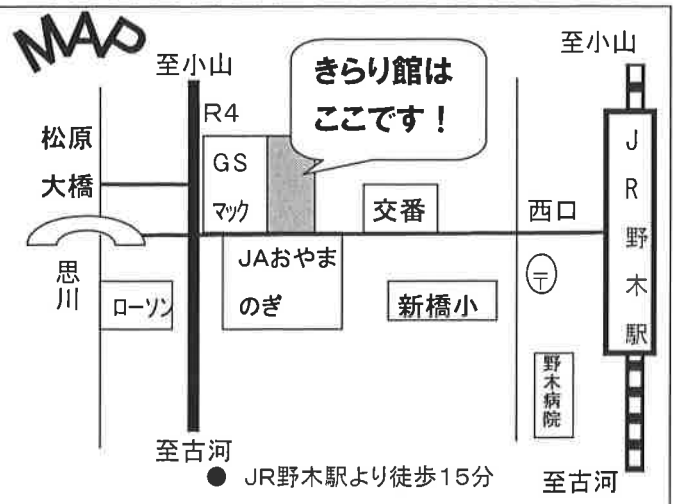 MAP
至小山
きらり館は
ここです！
至小山
R4
松原
大橋
GS
マック
交番
西口
JR野木駅
思川
ローソン
JAおやま
のぎ
新橋小
〒
野木病院
至古河
● JR野木駅より徒歩15分
至古河